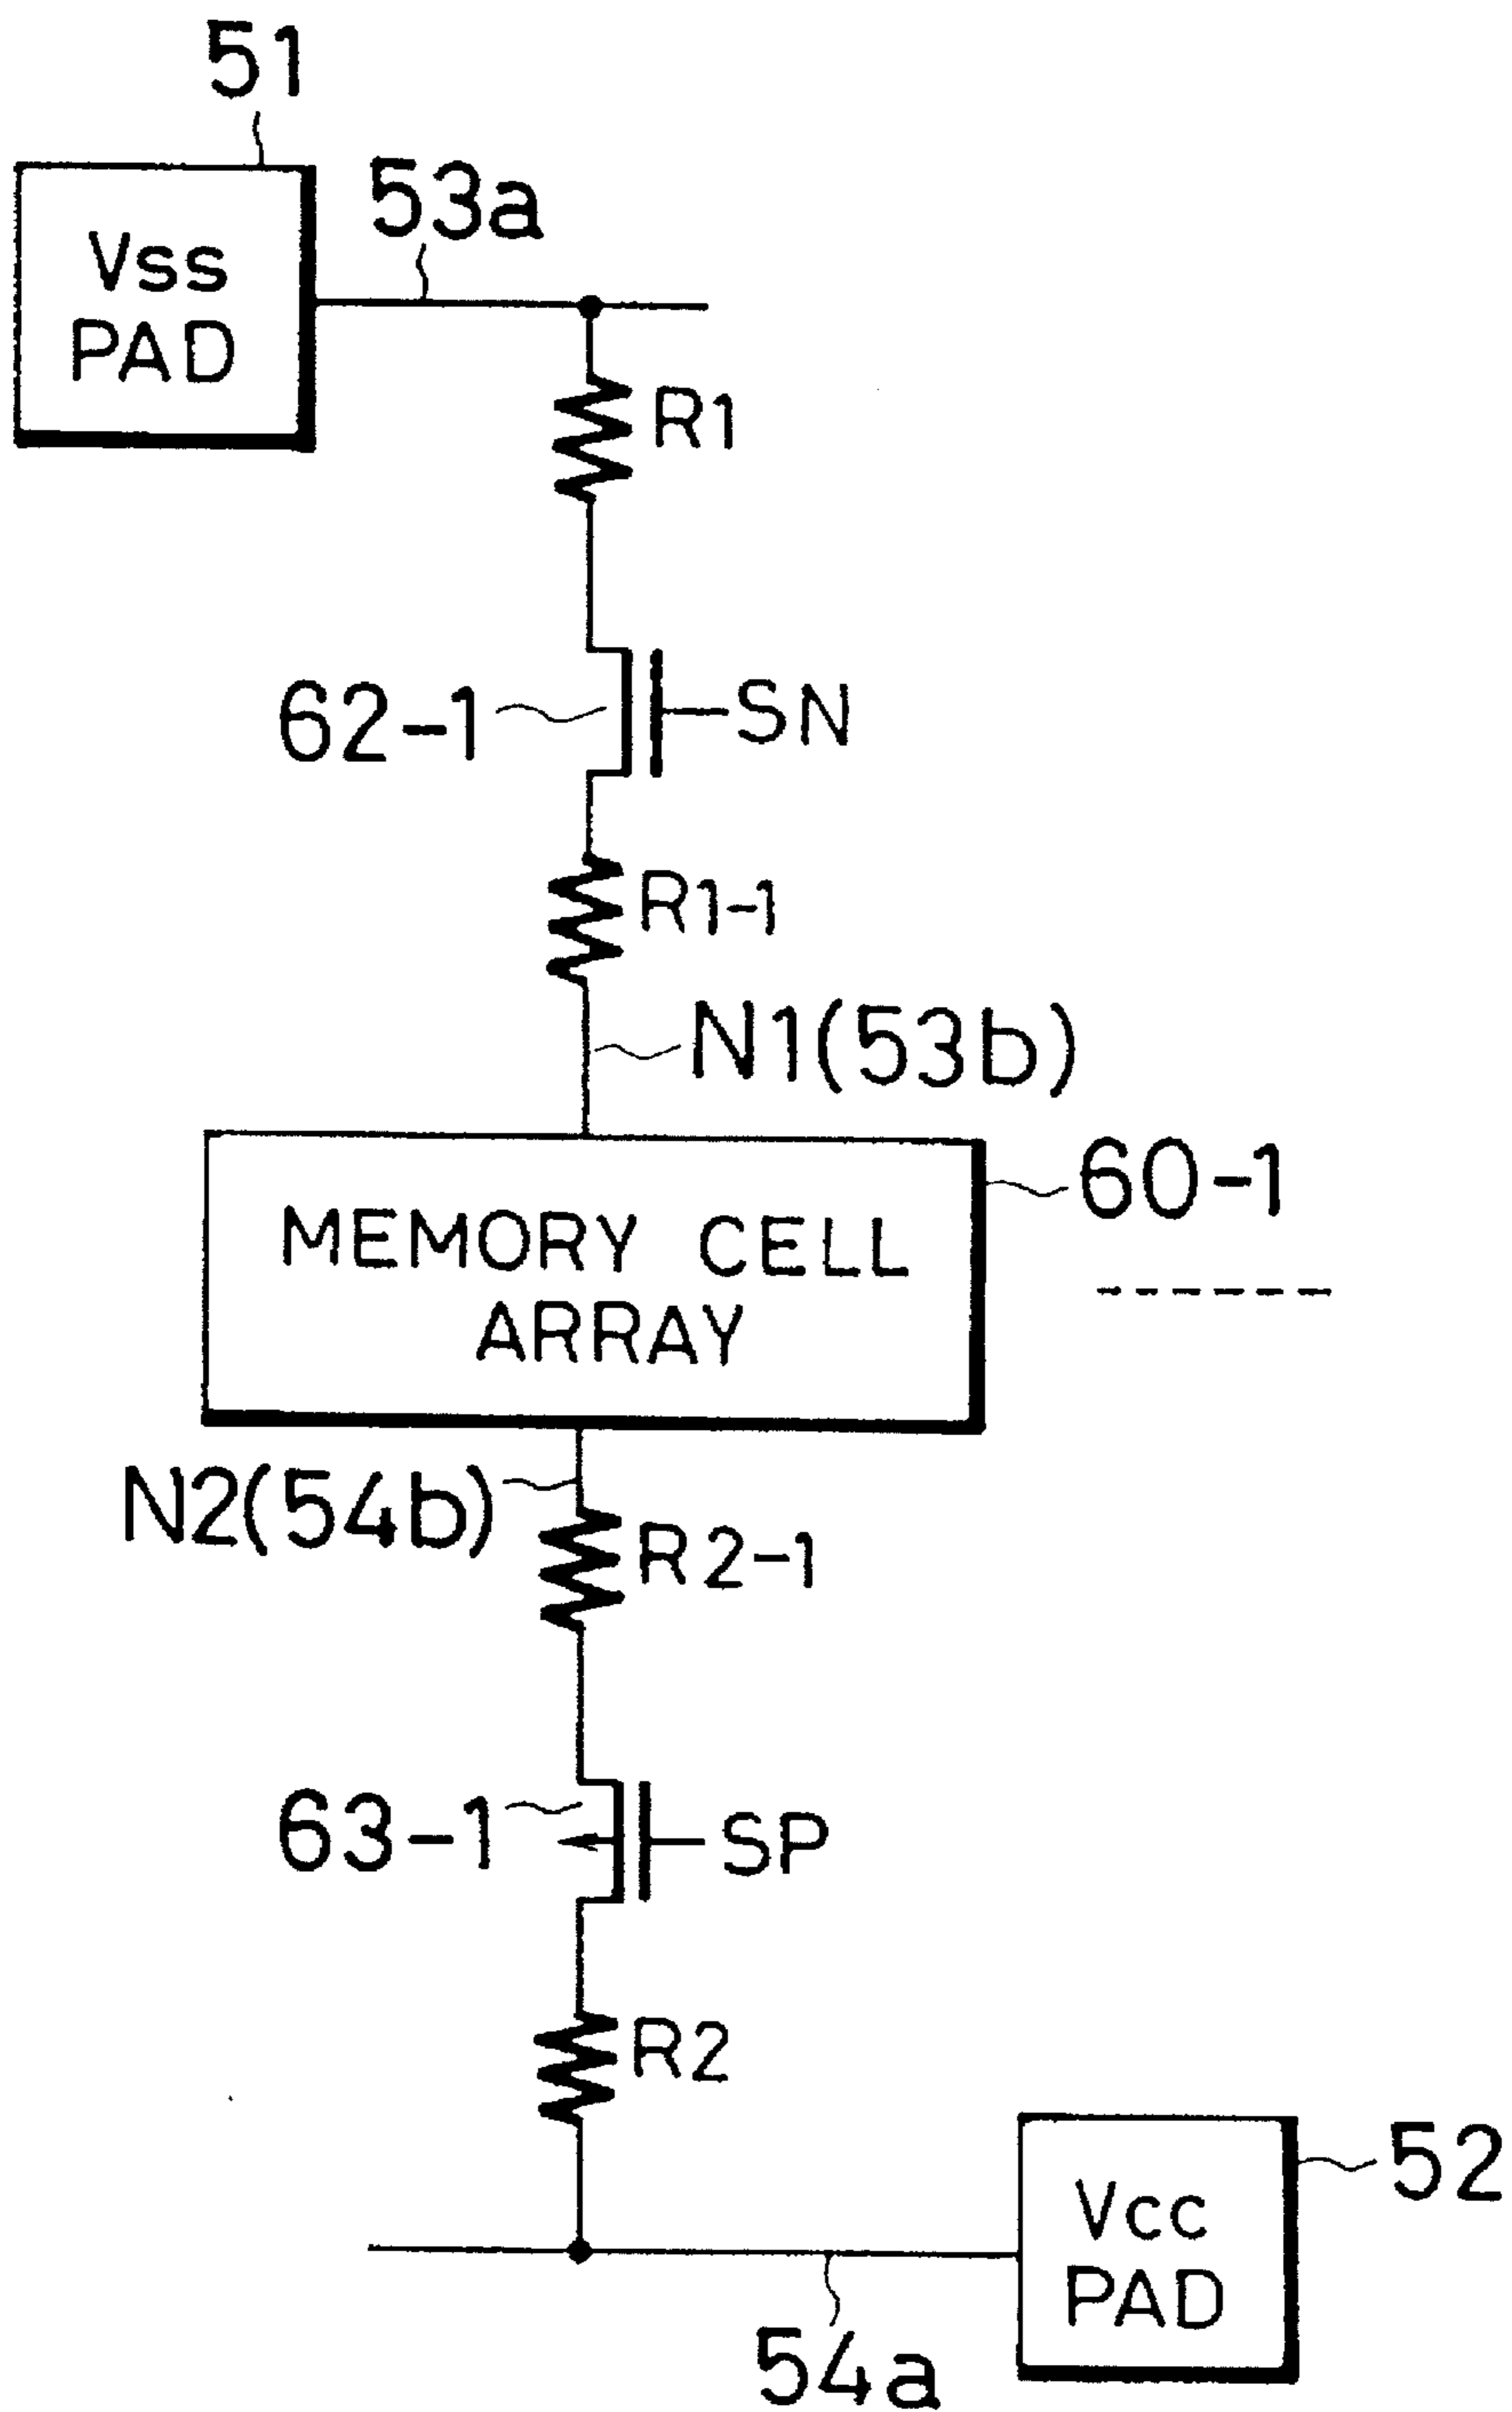 51
53a
Vss
PAD
R1
62-1
SN
R1-1
N1(53b)
60-1
MEMORY CELL
ARRAY
N2(54b)
R2-1
63-1
SP
R2
52
Vcc
PAD
54a